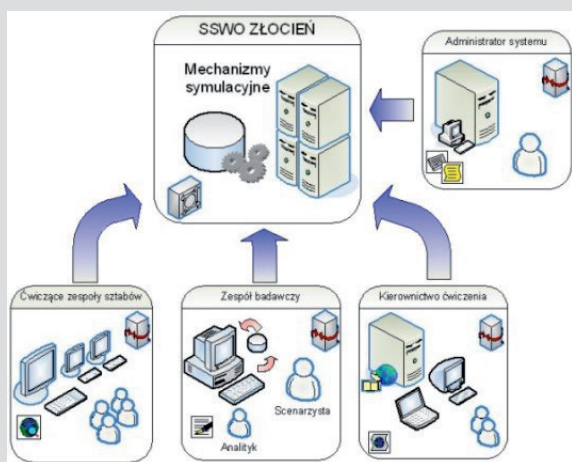 SSWO ZŁOCIEŃ
Mechanizmy
symulacyjne
Administrator systemu
Ćwiczące zespoły sztabów
Zespół badawczy
Scenarzysta
Analityk
Kierownictwo ćwiczenia